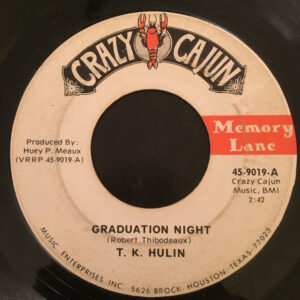 CRAZY CAJUN
Memory
Lane
Produced By:
Huey P. Meaux
(VRRP 45-9019-A)
45-9019-A
Crazy Cajun
Music, BMI
2:42
GRADUATION NIGHT
(Robert Thibodeaux)
T. K. HULIN
MUSIC ENTERPRISES INC. 5626 BROCK, HOUSTON, TEXAS, 77023